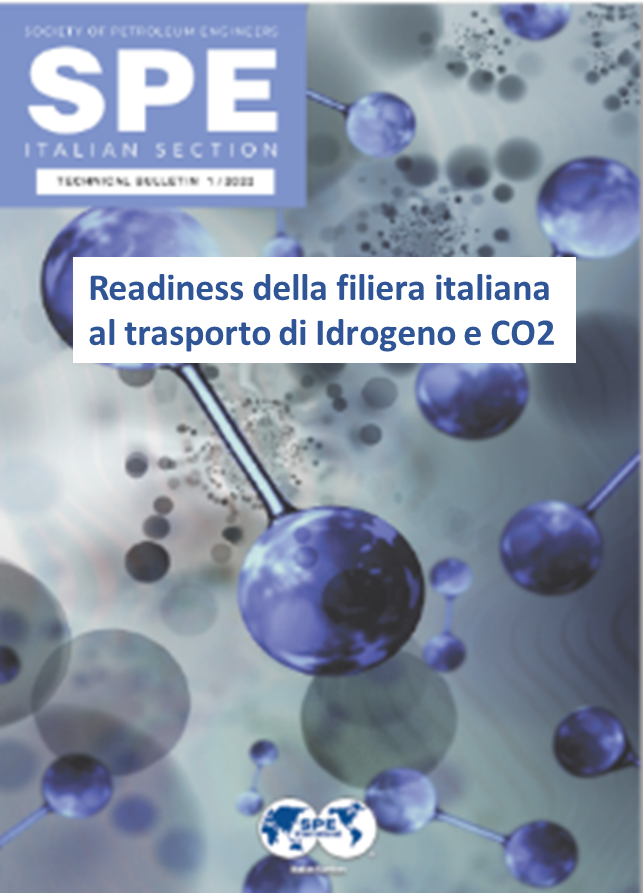 SOCIETY OF PETROLEUM ENGINEERS
SPE
ITALIAN SECTION
TECHNICAL BULLETIN 1/2022
Readiness della filiera italiana
al trasporto di Idrogeno e CO2
SPE